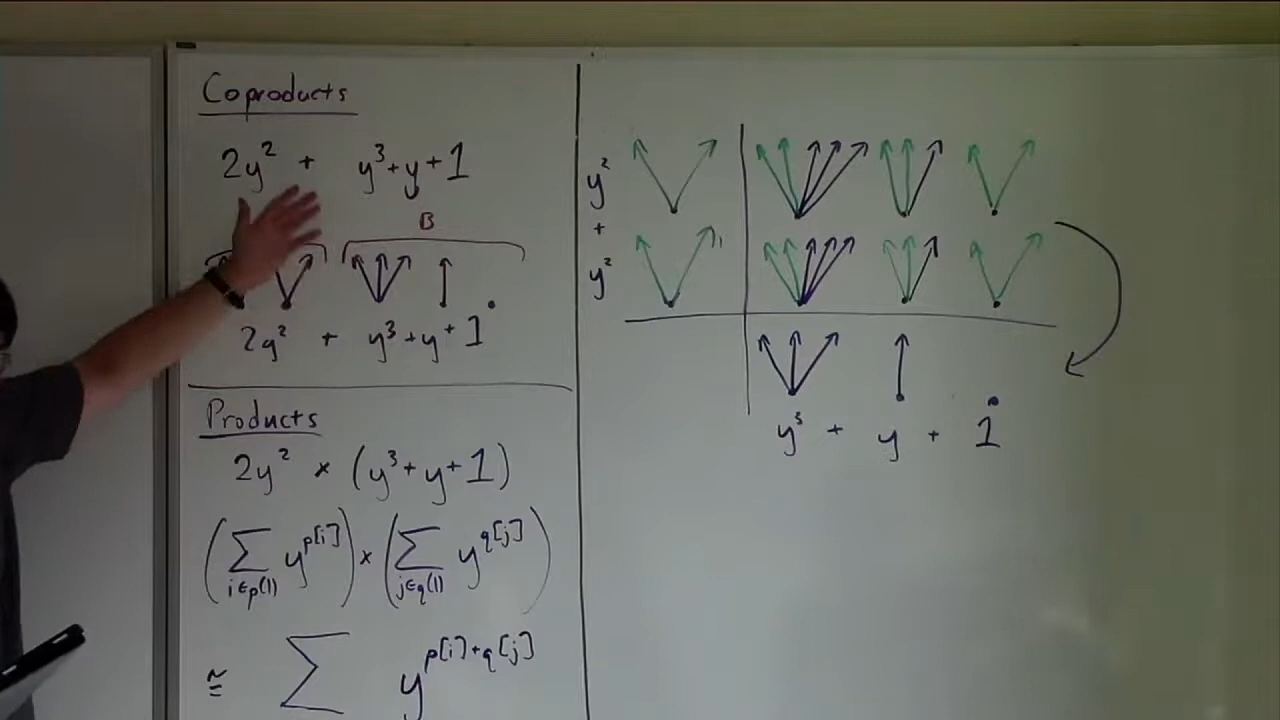 Coproducts
2y² + y³ + y + 1
B
2y² + y³ + y + 1
Products
2y² × (y³ + y + 1)
(∑ i∈p(1) y^p[i]) × (∑ j∈q(1) y^q[j])
≅ ∑ y^p[i]+q[j]
y²
+
y²
y³ + y + 1